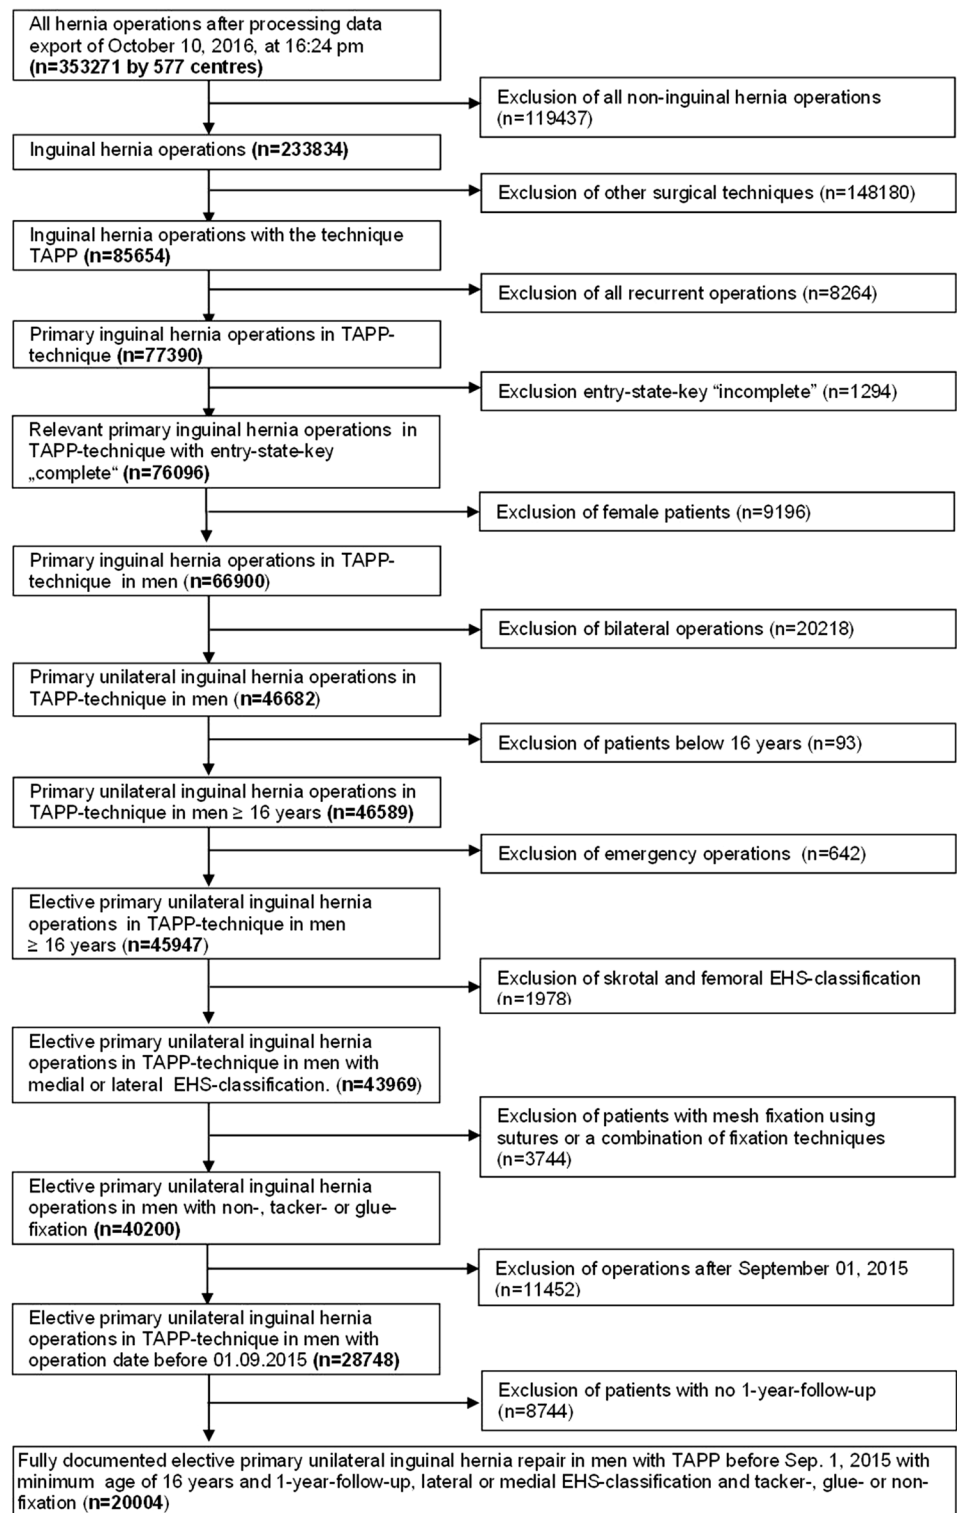 All hernia operations after processing data
export of October 10, 2016, at 16:24 pm
(n=353271 by 577 centres)
Exclusion of all non-inguinal hernia operations
(n=119437)
Inguinal hernia operations (n=233834)
Exclusion of other surgical techniques (n=148180)
Inguinal hernia operations with the technique
TAPP (n=85654)
Exclusion of all recurrent operations (n=8264)
Primary inguinal hernia operations in TAPP-
technique (n=77390)
Exclusion entry-state-key “incomplete” (n=1294)
Relevant primary inguinal hernia operations in
TAPP-technique with entry-state-key
„complete“ (n=76096)
Exclusion of female patients (n=9196)
Primary inguinal hernia operations in TAPP-
technique in men (n=66900)
Exclusion of bilateral operations (n=20218)
Primary unilateral inguinal hernia operations in
TAPP-technique in men (n=46682)
Exclusion of patients below 16 years (n=93)
Primary unilateral inguinal hernia operations in
TAPP-technique in men ≥ 16 years (n=46589)
Exclusion of emergency operations (n=642)
Elective primary unilateral inguinal hernia
operations in TAPP-technique in men
≥ 16 years (n=45947)
Exclusion of skrotal and femoral EHS-classification
(n=1978)
Elective primary unilateral inguinal hernia
operations in TAPP-technique in men with
medial or lateral EHS-classification. (n=43969)
Exclusion of patients with mesh fixation using
sutures or a combination of fixation techniques
(n=3744)
Elective primary unilateral inguinal hernia
operations in men with non-, tacker- or glue-
fixation (n=40200)
Exclusion of operations after September 01, 2015
(n=11452)
Elective primary unilateral inguinal hernia
operations in TAPP-technique in men with
operation date before 01.09.2015 (n=28748)
Exclusion of patients with no 1-year-follow-up
(n=8744)
Fully documented elective primary unilateral inguinal hernia repair in men with TAPP before Sep. 1, 2015 with
minimum age of 16 years and 1-year-follow-up, lateral or medial EHS-classification and tacker-, glue- or non-
fixation (n=20004)